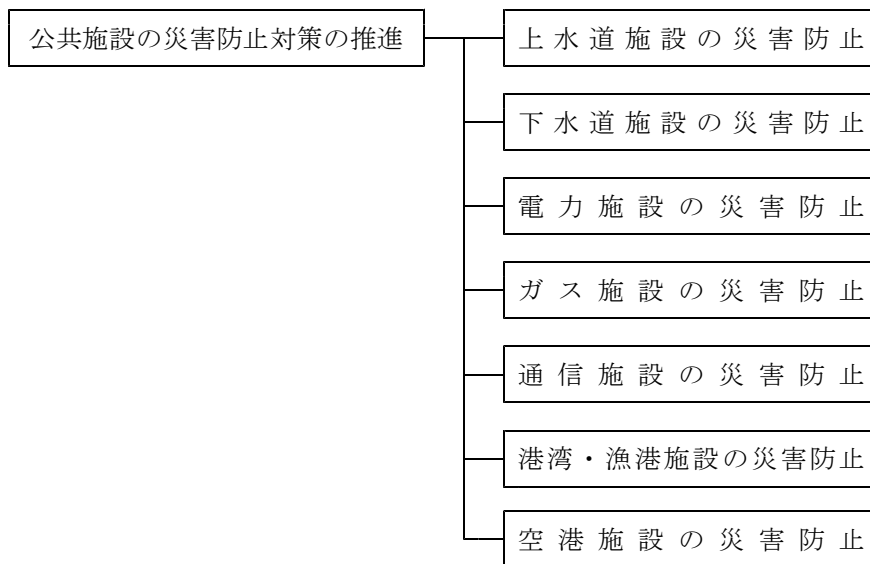 公共施設の災害防止対策の推進
上水道施設の災害防止
下水道施設の災害防止
電力施設の災害防止
ガス施設の災害防止
通信施設の災害防止
港湾・漁港施設の災害防止
空港施設の災害防止